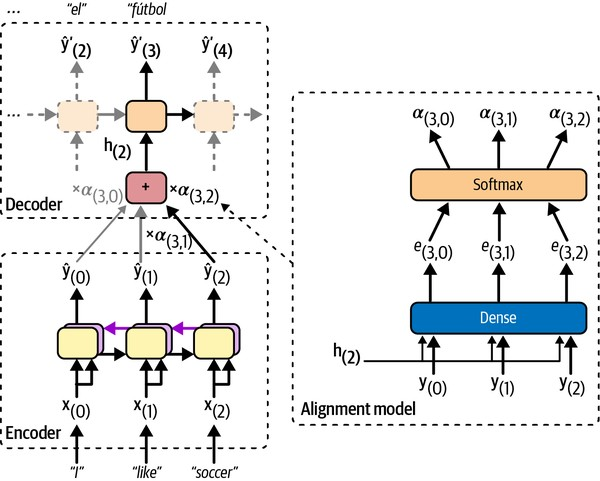 ... "el" "fútbol
ŷ'(2) ŷ'(3) ŷ'(4)
...
h(2)
+
×α(3,0) ×α(3,2)
Decoder
×α(3,1)
ŷ(0) ŷ(1) ŷ(2)
x(0) x(1) x(2)
Encoder
"I" "like" "soccer"
α(3,0) α(3,1) α(3,2)
Softmax
e(3,0) e(3,1) e(3,2)
Dense
h(2)
y(0) y(1) y(2)
Alignment model